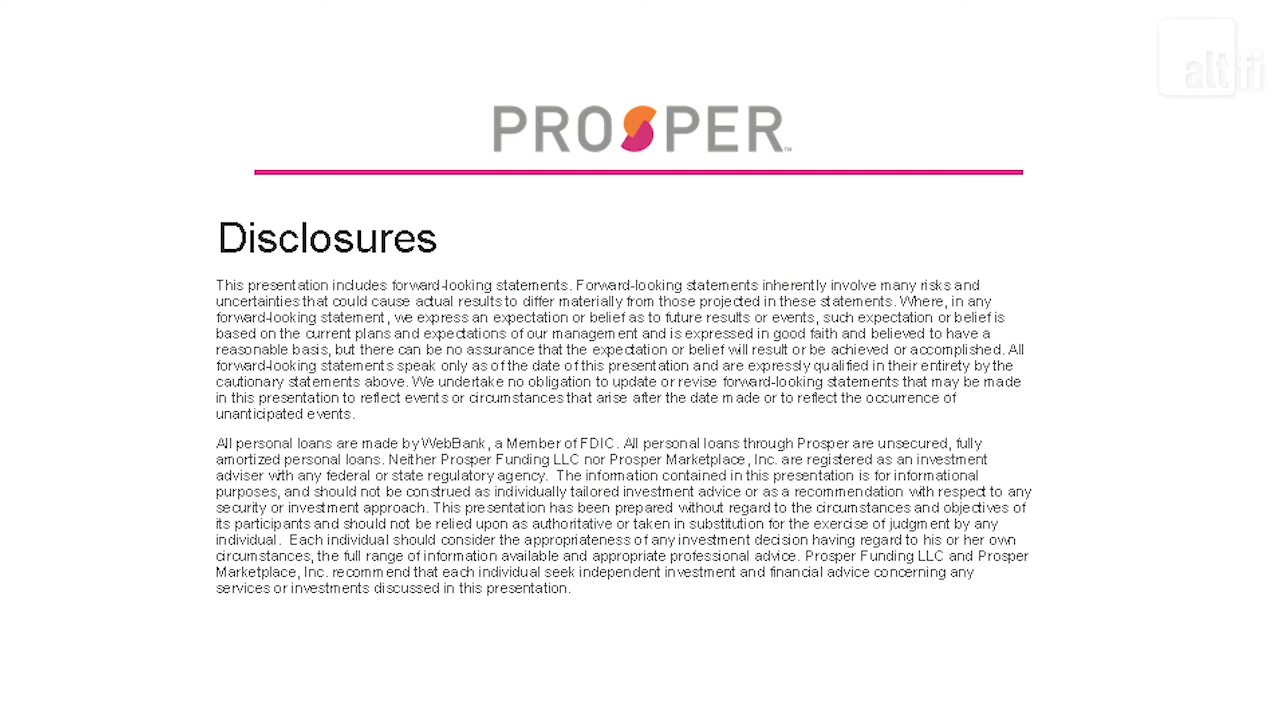 alt fi
PROSPER™
Disclosures
This presentation includes forward-looking statements. Forward-looking statements inherently involve many risks and
uncertainties that could cause actual results to differ materially from those projected in these statements. Where, in any
forward-looking statement, we express an expectation or belief as to future results or events, such expectation or belief is
based on the current plans and expectations of our management and is expressed in good faith and believed to have a
reasonable basis, but there can be no assurance that the expectation or belief will result or be achieved or accomplished. All
forward-looking statements speak only as of the date of this presentation and are expressly qualified in their entirety by the
cautionary statements above. We undertake no obligation to update or revise forward-looking statements that may be made
in this presentation to reflect events or circumstances that arise after the date made or to reflect the occurrence of
unanticipated events.
All personal loans are made by WebBank, a Member of FDIC. All personal loans through Prosper are unsecured, fully
amortized personal loans. Neither Prosper Funding LLC nor Prosper Marketplace, Inc. are registered as an investment
adviser with any federal or state regulatory agency. The information contained in this presentation is for informational
purposes, and should not be construed as individually tailored investment advice or as a recommendation with respect to any
security or investment approach. This presentation has been prepared without regard to the circumstances and objectives of
its participants and should not be relied upon as authoritative or taken in substitution for the exercise of judgment by any
individual. Each individual should consider the appropriateness of any investment decision having regard to his or her own
circumstances, the full range of information available and appropriate professional advice. Prosper Funding LLC and Prosper
Marketplace, Inc. recommend that each individual seek independent investment and financial advice concerning any
services or investments discussed in this presentation.